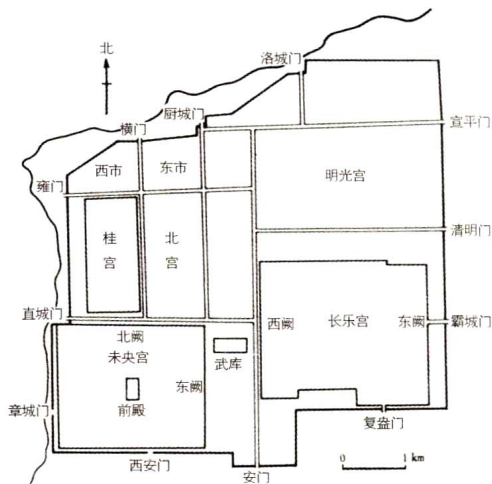 北
洛城门
厨城门
横门
宣平门
西市
东市
明光宫
雍门
桂宫
北宫
清明门
直城门
北阙
未央宫
东阙
武库
西阙
长乐宫
东阙
霸城门
章城门
前殿
复盎门
西安门
安门
0 1 km